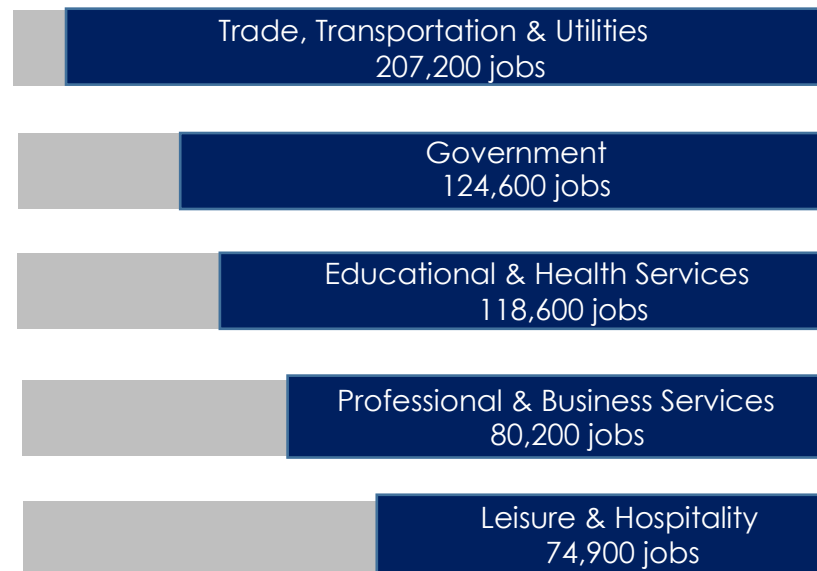 Trade, Transportation & Utilities
207,200 jobs
Government
124,600 jobs
Educational & Health Services
118,600 jobs
Professional & Business Services
80,200 jobs
Leisure & Hospitality
74,900 jobs